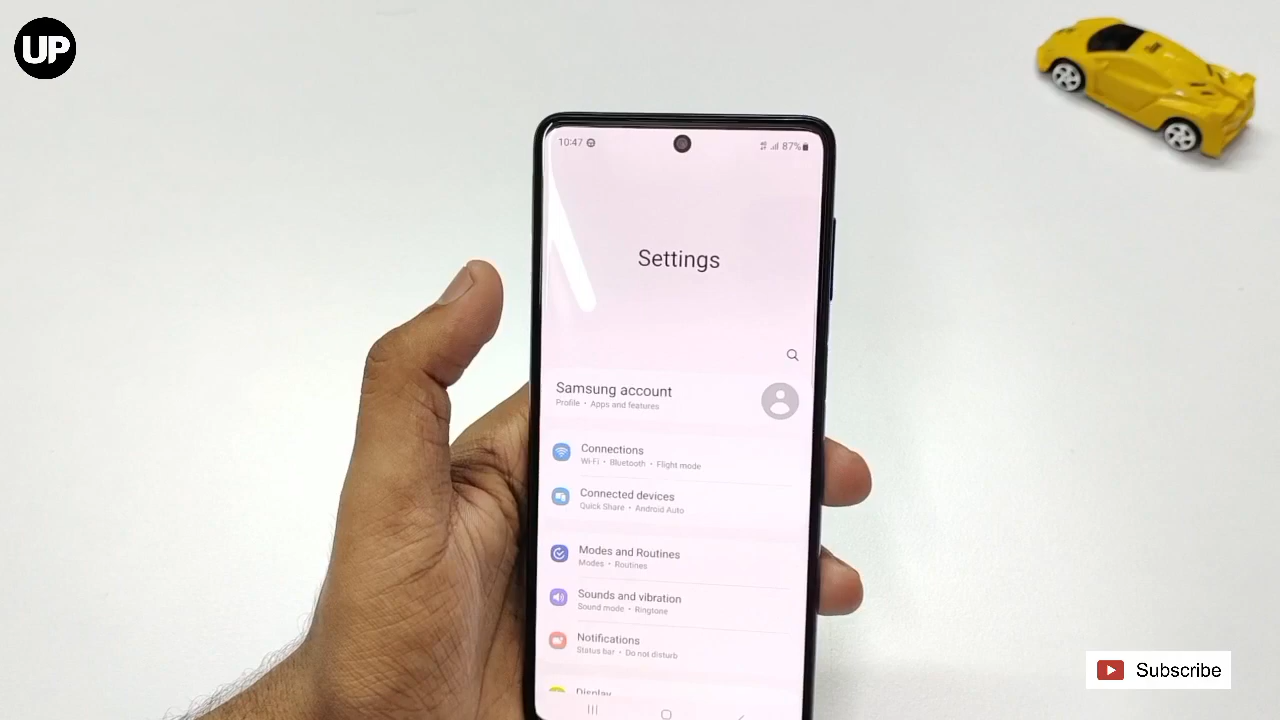 UP
10:47
87%
Settings
Samsung account
Profile • Apps and features
Connections
Wi-Fi • Bluetooth • Flight mode
Connected devices
Quick Share • Android Auto
Modes and Routines
Modes • Routines
Sounds and vibration
Sound mode • Ringtone
Notifications
Status bar • Do not disturb
Display
Subscribe